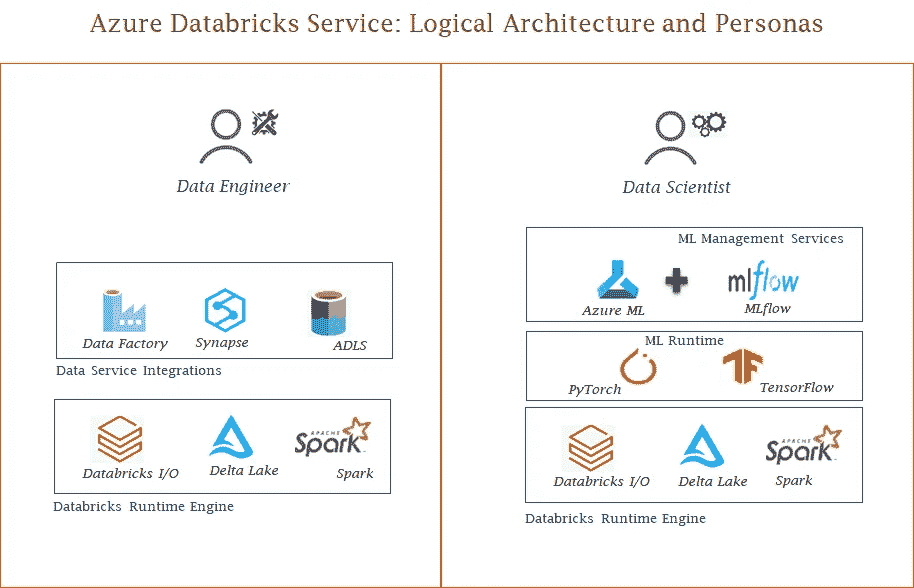 Azure Databricks Service: Logical Architecture and Personas
Data Engineer
Data Factory
Synapse
ADLS
Data Service Integrations
Databricks I/O
Delta Lake
APACHE
Spark
Spark
Databricks Runtime Engine
Data Scientist
ML Management Services
Azure ML
mlflow
MLflow
ML Runtime
PyTorch
TensorFlow
Databricks I/O
Delta Lake
APACHE
Spark
Spark
Databricks Runtime Engine